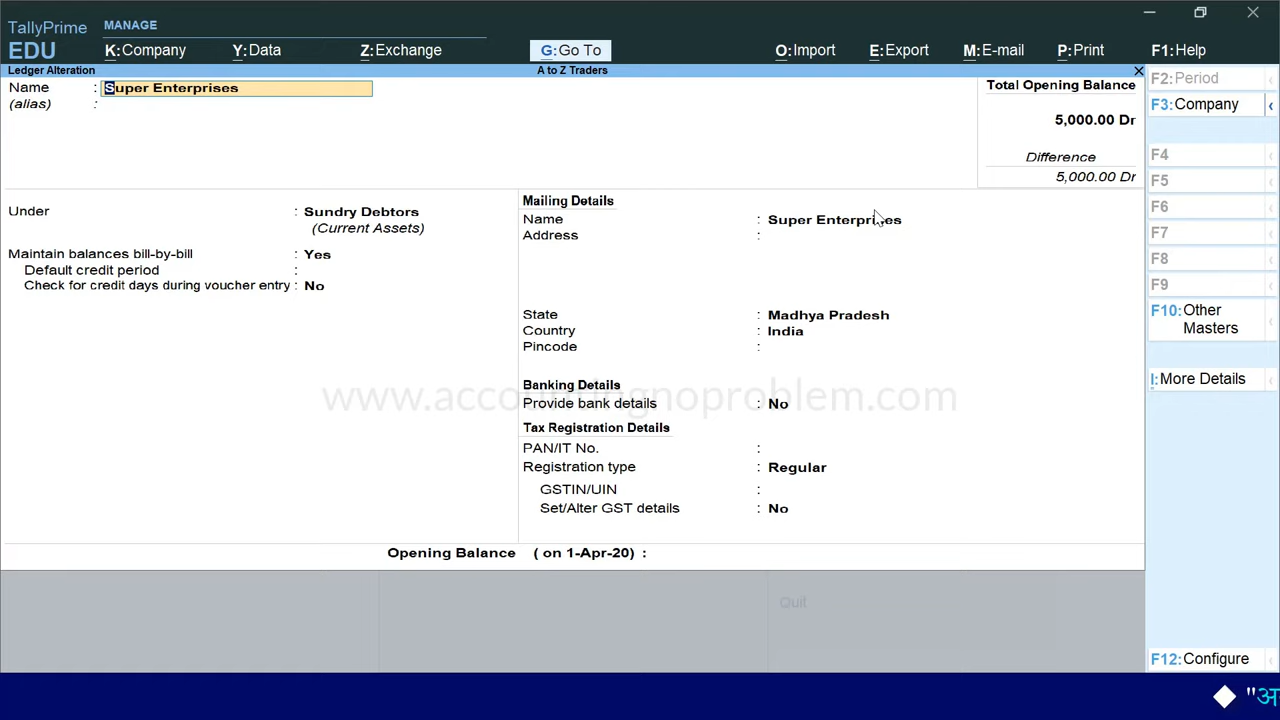 TallyPrime
EDU
MANAGE
K:Company Y:Data Z:Exchange G:Go To O:Import E:Export M:E-mail P:Print F1:Help
Ledger Alteration A to Z Traders
Name : Super Enterprises
(alias) :
Total Opening Balance
5,000.00 Dr
Difference
5,000.00 Dr
Under : Sundry Debtors
(Current Assets)
Maintain balances bill-by-bill : Yes
Default credit period :
Check for credit days during voucher entry : No
Mailing Details
Name : Super Enterprises
Address :
State : Madhya Pradesh
Country : India
Pincode :
Banking Details
Provide bank details : No
Tax Registration Details
PAN/IT No. :
Registration type : Regular
GSTIN/UIN :
Set/Alter GST details : No
www.accountingnoproblem.com
Opening Balance ( on 1-Apr-20) :
Quit
F2:Period
F3:Company
F4
F5
F6
F7
F8
F9
F10:Other
Masters
I:More Details
F12:Configure